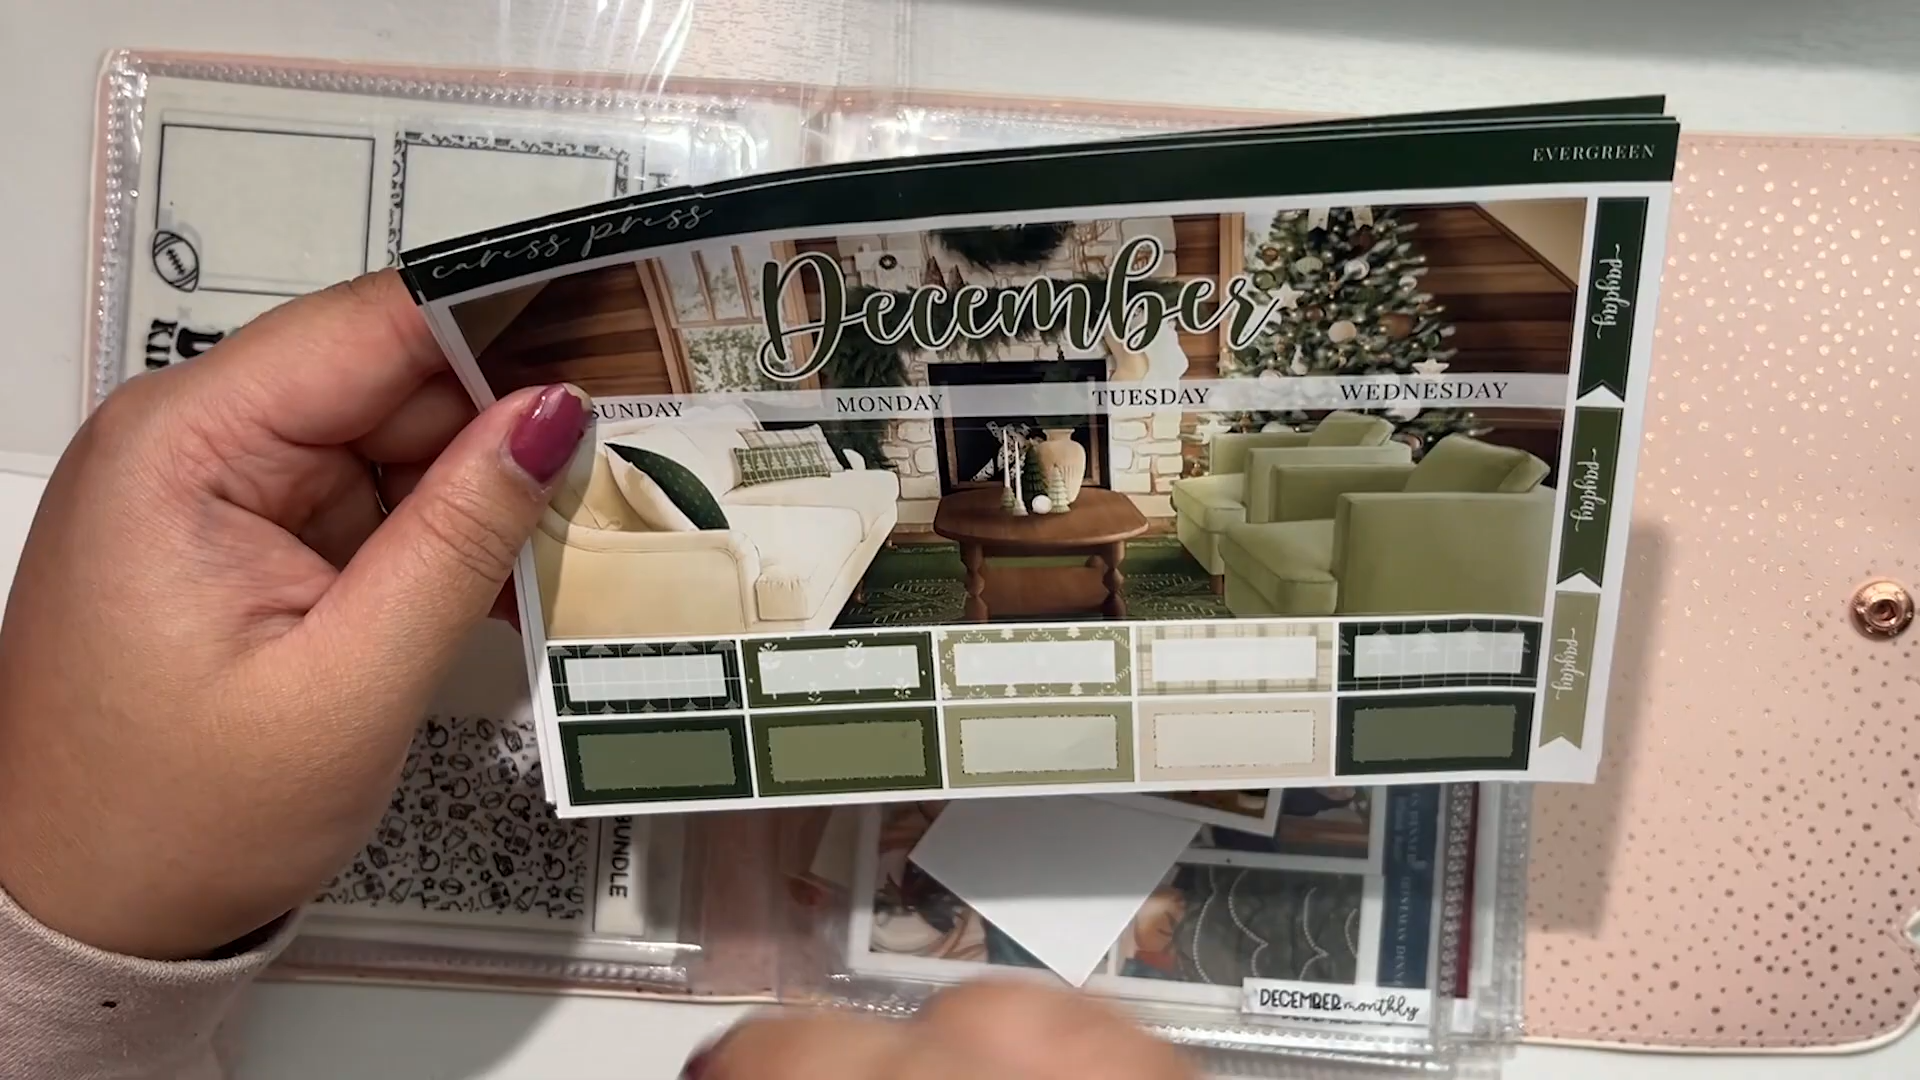 EVERGREEN
caress press
December
SUNDAY MONDAY TUESDAY WEDNESDAY
payday
payday
payday
BUNDLE
DECEMBER monthly